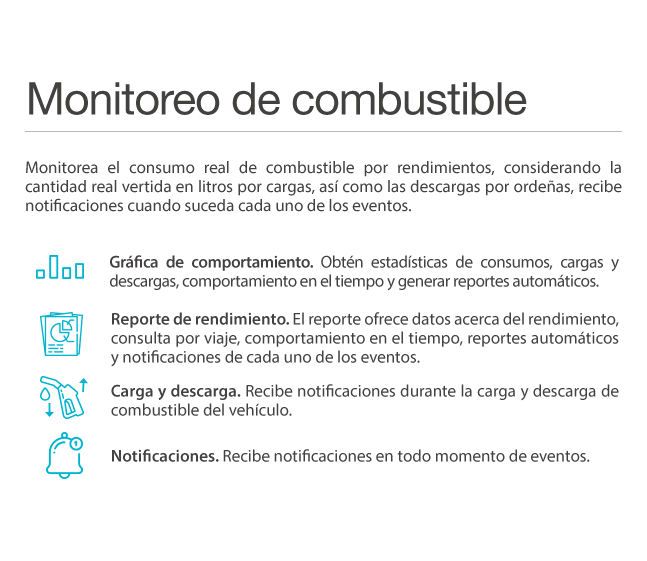 Monitoreo de combustible
Monitorea el consumo real de combustible por rendimientos, considerando la
cantidad real vertida en litros por cargas, así como las descargas por ordeñas, recibe
notificaciones cuando suceda cada uno de los eventos.
Gráfica de comportamiento. Obtén estadísticas de consumos, cargas y
descargas, comportamiento en el tiempo y generar reportes automáticos.
Reporte de rendimiento. El reporte ofrece datos acerca del rendimiento,
consulta por viaje, comportamiento en el tiempo, reportes automáticos
y notificaciones de cada uno de los eventos.
Carga y descarga. Recibe notificaciones durante la carga y descarga de
combustible del vehículo.
1
Notificaciones. Recibe notificaciones en todo momento de eventos.